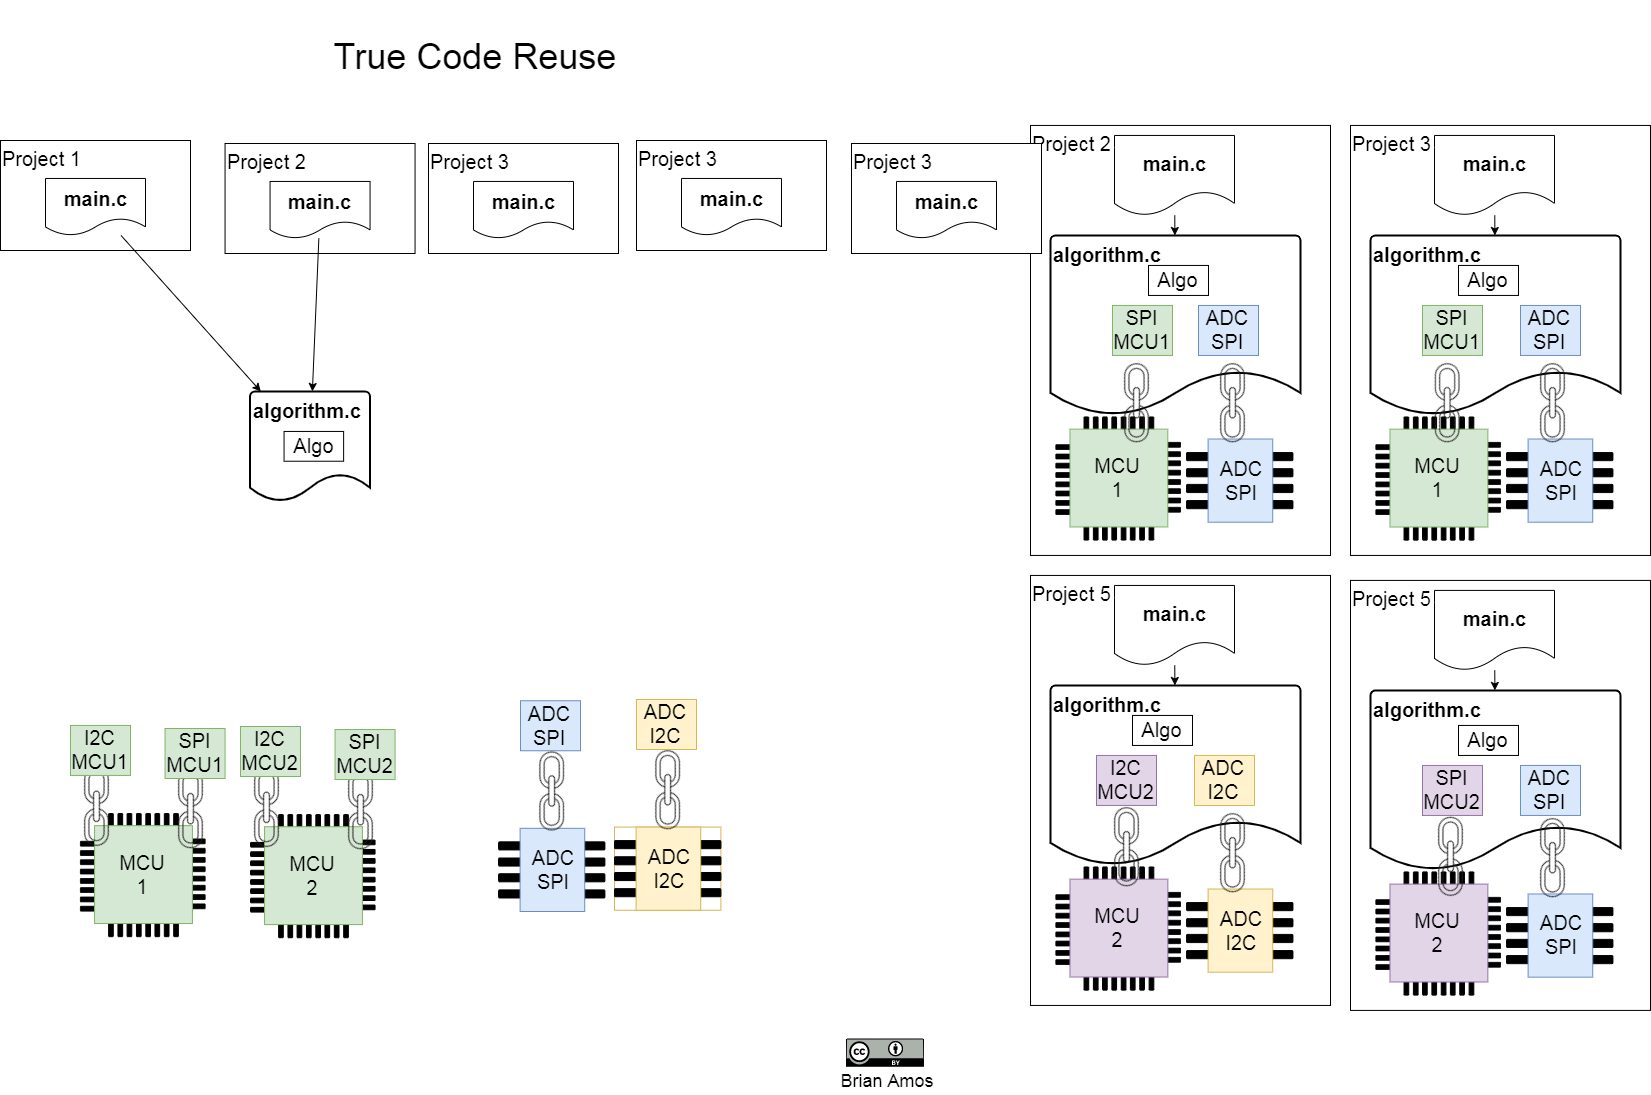 True Code Reuse
Project 1
main.c
Project 2
main.c
Project 3
main.c
Project 3
main.c
Project 3
main.c
algorithm.c
Algo
Project 2
main.c
algorithm.c
Algo
SPI
MCU1
ADC
SPI
MCU
1
ADC
SPI
Project 3
main.c
algorithm.c
Algo
SPI
MCU1
ADC
SPI
MCU
1
ADC
SPI
I2C
MCU1
SPI
MCU1
I2C
MCU2
SPI
MCU2
MCU
1
MCU
2
ADC
SPI
ADC
I2C
ADC
SPI
ADC
I2C
Project 5
main.c
algorithm.c
Algo
I2C
MCU2
ADC
I2C
MCU
2
ADC
I2C
Project 5
main.c
algorithm.c
Algo
SPI
MCU2
ADC
SPI
MCU
2
ADC
SPI
cc
BY
Brian Amos